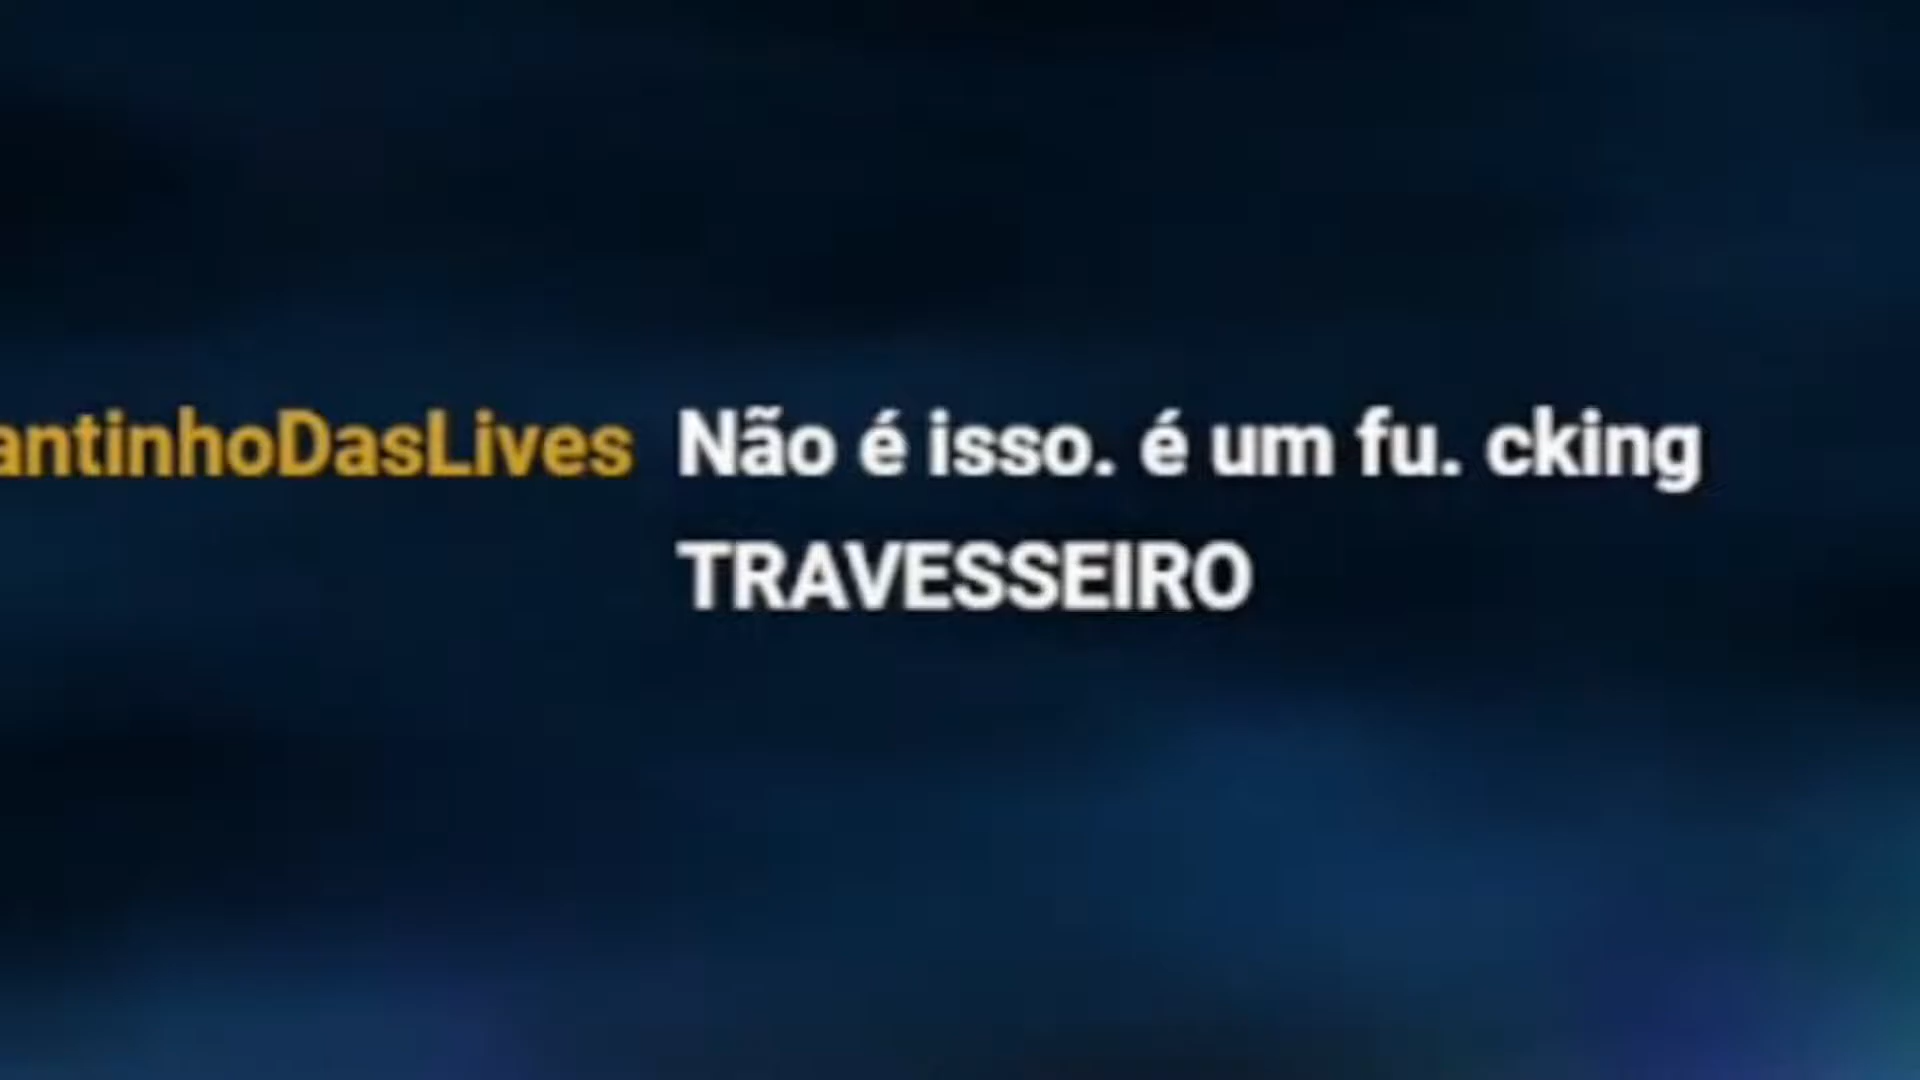 antinhoDasLives Não é isso. é um fu. cking
TRAVESSEIRO